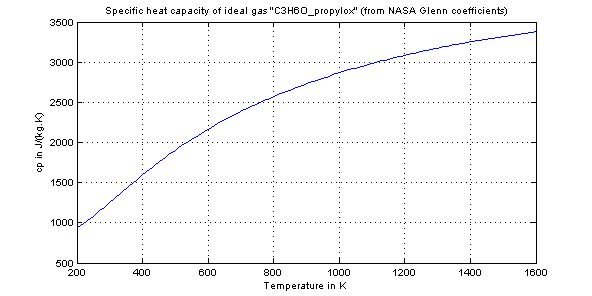 Specific heat capacity of ideal gas "C3H6O_propylox" (from NASA Glenn coefficients)
3500
3000
2500
2000
1500
1000
500
cp in J/(kg.K)
200 400 600 800 1000 1200 1400 1600
Temperature in K